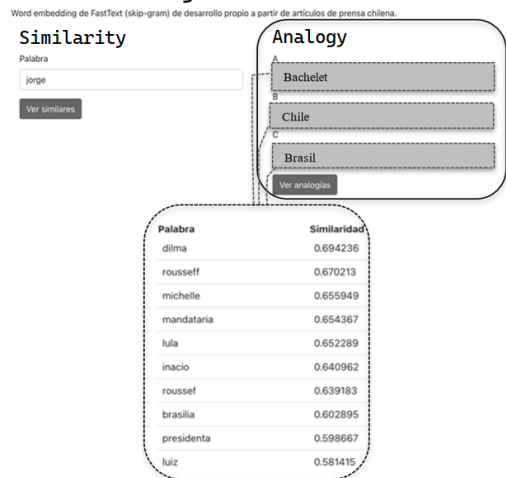 Word embedding de FastText (skip-gram) de desarrollo propio a partir de artículos de prensa chilena.
Similarity
Palabra
jorge
Ver similares
Analogy
A
Bachelet
B
Chile
C
Brasil
Ver analogías
Palabra Similaridad
dilma 0.694236
rousseff 0.670213
michelle 0.655949
mandataria 0.654367
lula 0.652289
inacio 0.640962
roussef 0.639183
brasilia 0.602895
presidenta 0.598667
luiz 0.581415